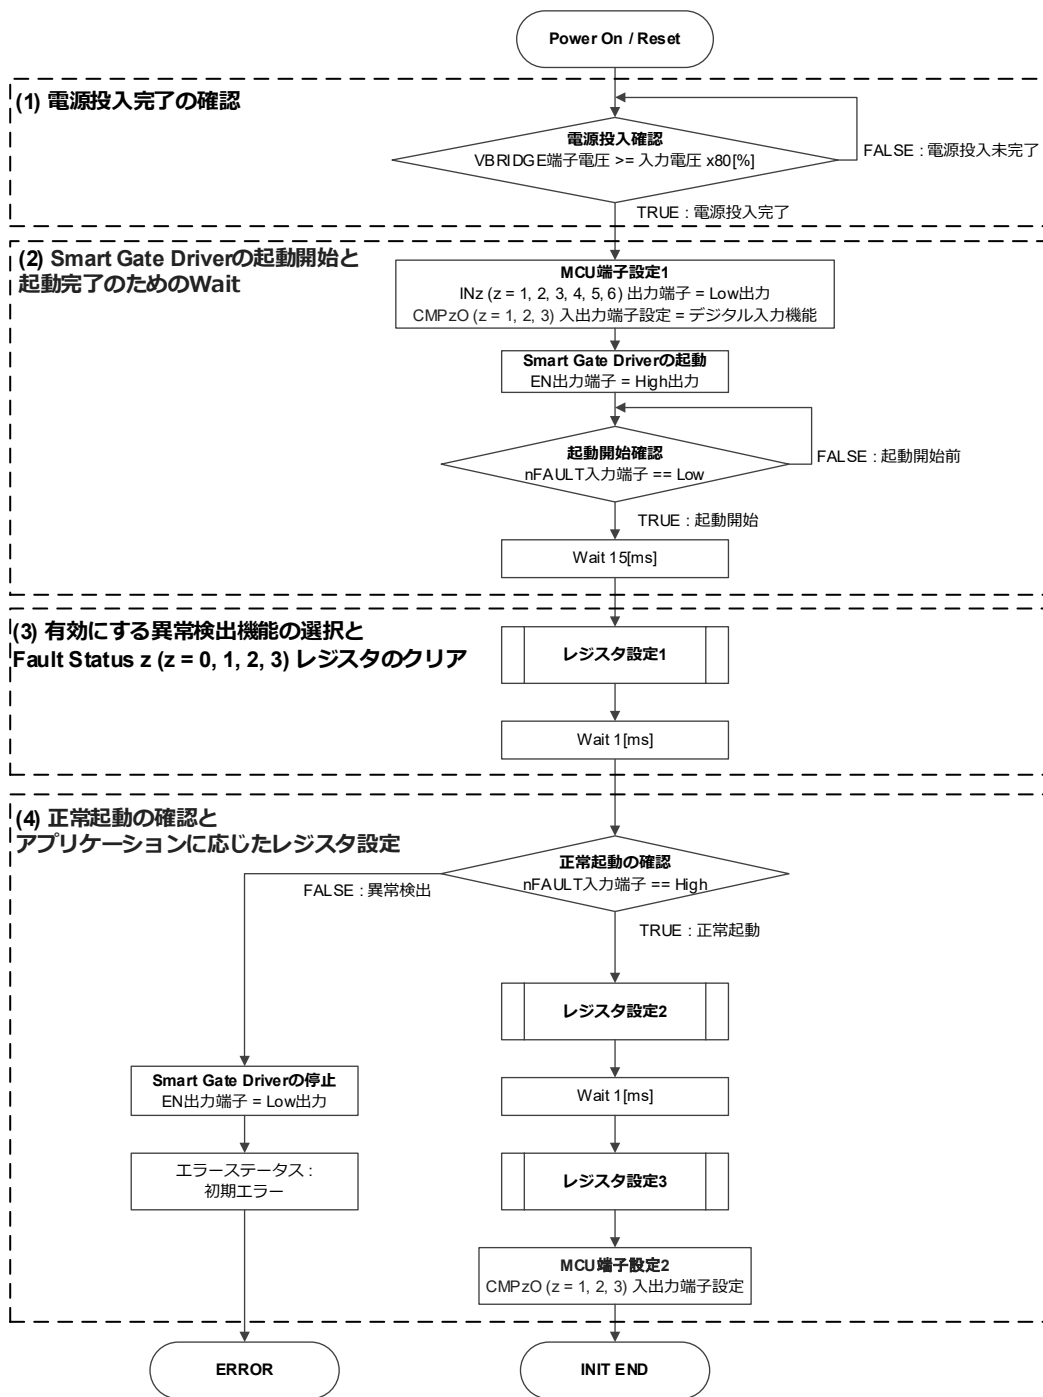 Power On / Reset
(1) 電源投入完了の確認
電源投入確認
VBRIDGE端子電圧 >= 入力電圧 x80[%]
FALSE : 電源投入未完了
TRUE : 電源投入完了
(2) Smart Gate Driverの起動開始と
起動完了のためのWait
MCU端子設定1
INz (z = 1, 2, 3, 4, 5, 6) 出力端子 = Low出力
CMPzO (z = 1, 2, 3) 入出力端子設定 = デジタル入力機能
Smart Gate Driverの起動
EN出力端子 = High出力
起動開始確認
nFAULT入力端子 == Low
FALSE : 起動開始前
TRUE : 起動開始
Wait 15[ms]
(3) 有効にする異常検出機能の選択と
Fault Status z (z = 0, 1, 2, 3) レジスタのクリア
レジスタ設定1
Wait 1[ms]
(4) 正常起動の確認と
アプリケーションに応じたレジスタ設定
正常起動の確認
nFAULT入力端子 == High
FALSE : 異常検出
TRUE : 正常起動
レジスタ設定2
Smart Gate Driverの停止
EN出力端子 = Low出力
Wait 1[ms]
エラーステータス :
初期エラー
レジスタ設定3
MCU端子設定2
CMPzO (z = 1, 2, 3) 入出力端子設定
ERROR
INIT END